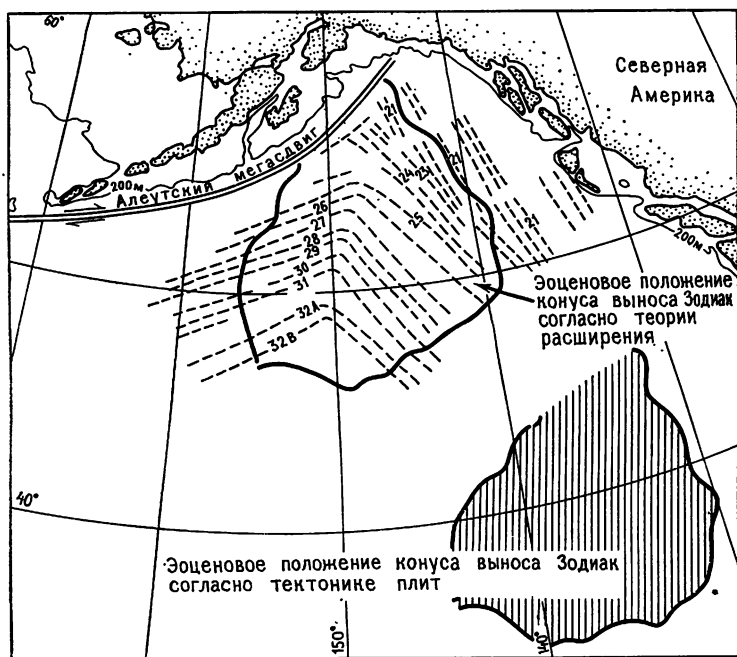 60°
Северная
Америка
200м
Алеутский мегасдвиг
21
24
25
21
26
27
28
29
30
31
32А
32В
25
21
200м
Эоценовое положение
конуса выноса Зодиак
согласно теории
расширения
40°
Эоценовое положение конуса выноса Зодиак
согласно тектонике плит
150°
140°